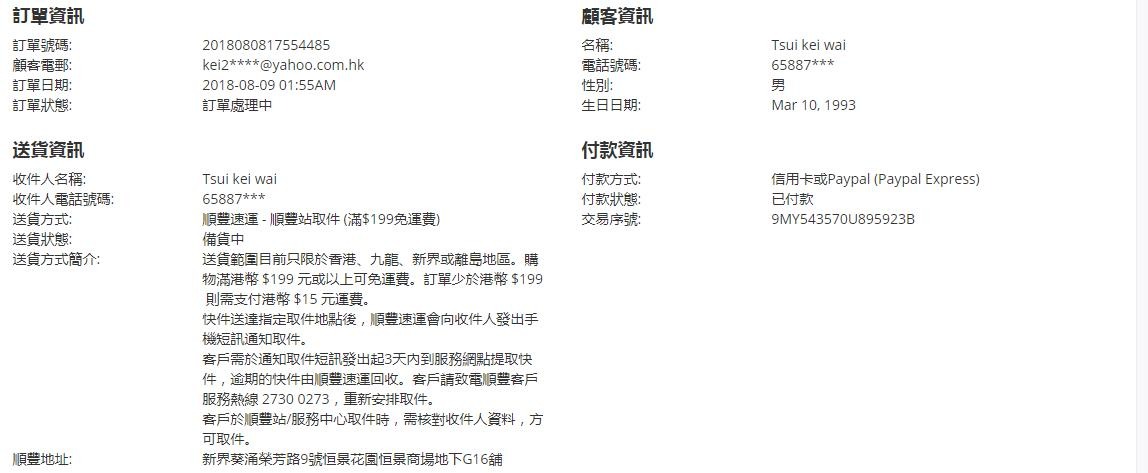 訂單資訊
訂單號碼: 2018080817554485
顧客電郵: kei2****@yahoo.com.hk
訂單日期: 2018-08-09 01:55AM
訂單狀態: 訂單處理中
顧客資訊
名稱: Tsui kei wai
電話號碼: 65887***
性別: 男
生日日期: Mar 10, 1993
送貨資訊
收件人名稱: Tsui kei wai
收件人電話號碼: 65887***
送貨方式: 順豐速運 - 順豐站取件 (滿$199免運費)
送貨狀態: 備貨中
送貨方式簡介: 送貨範圍目前只限於香港、九龍、新界或離島地區。購
物滿港幣 $199 元或以上可免運費。訂單少於港幣 $199
則需支付港幣 $15 元運費。
快件送達指定取件地點後，順豐速運會向收件人發出手
機短訊通知取件。
客戶需於通知取件短訊發出起3天內到服務網點提取快
件，逾期的快件由順豐速運回收。客戶請致電順豐客戶
服務熱線 2730 0273，重新安排取件。
客戶於順豐站/服務中心取件時，需核對收件人資料，方
可取件。
順豐地址: 新界葵涌榮芳路9號恒景花園恒景商場地下G16舖
付款資訊
付款方式: 信用卡或Paypal (Paypal Express)
付款狀態: 已付款
交易序號: 9MY543570U895923B